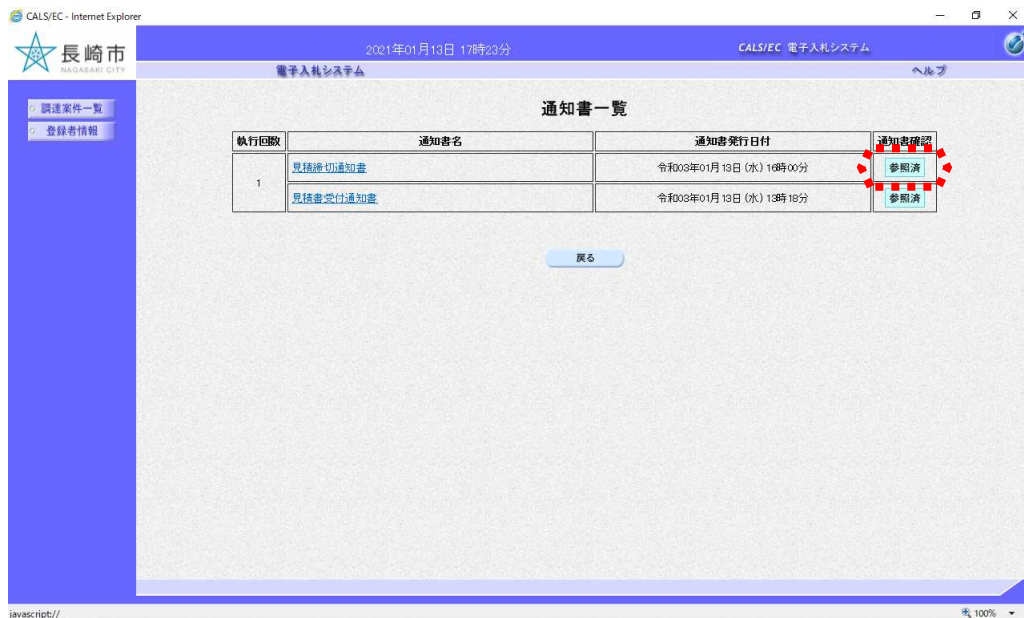 CALS/EC - Internet Explorer
長崎市
NAGASAKI CITY
2021年01月13日 17時23分
CALS/EC 電子入札システム
電子入札システム
ヘルプ
調達案件一覧
登録者情報
通知書一覧
執行回数 通知書名 通知書発行日付 通知書確認
1
見積締切通知書 令和03年01月13日(水) 16時00分 参照済
見積書受付通知書 令和03年01月13日(水) 13時18分 参照済
戻る
javascript://
100%